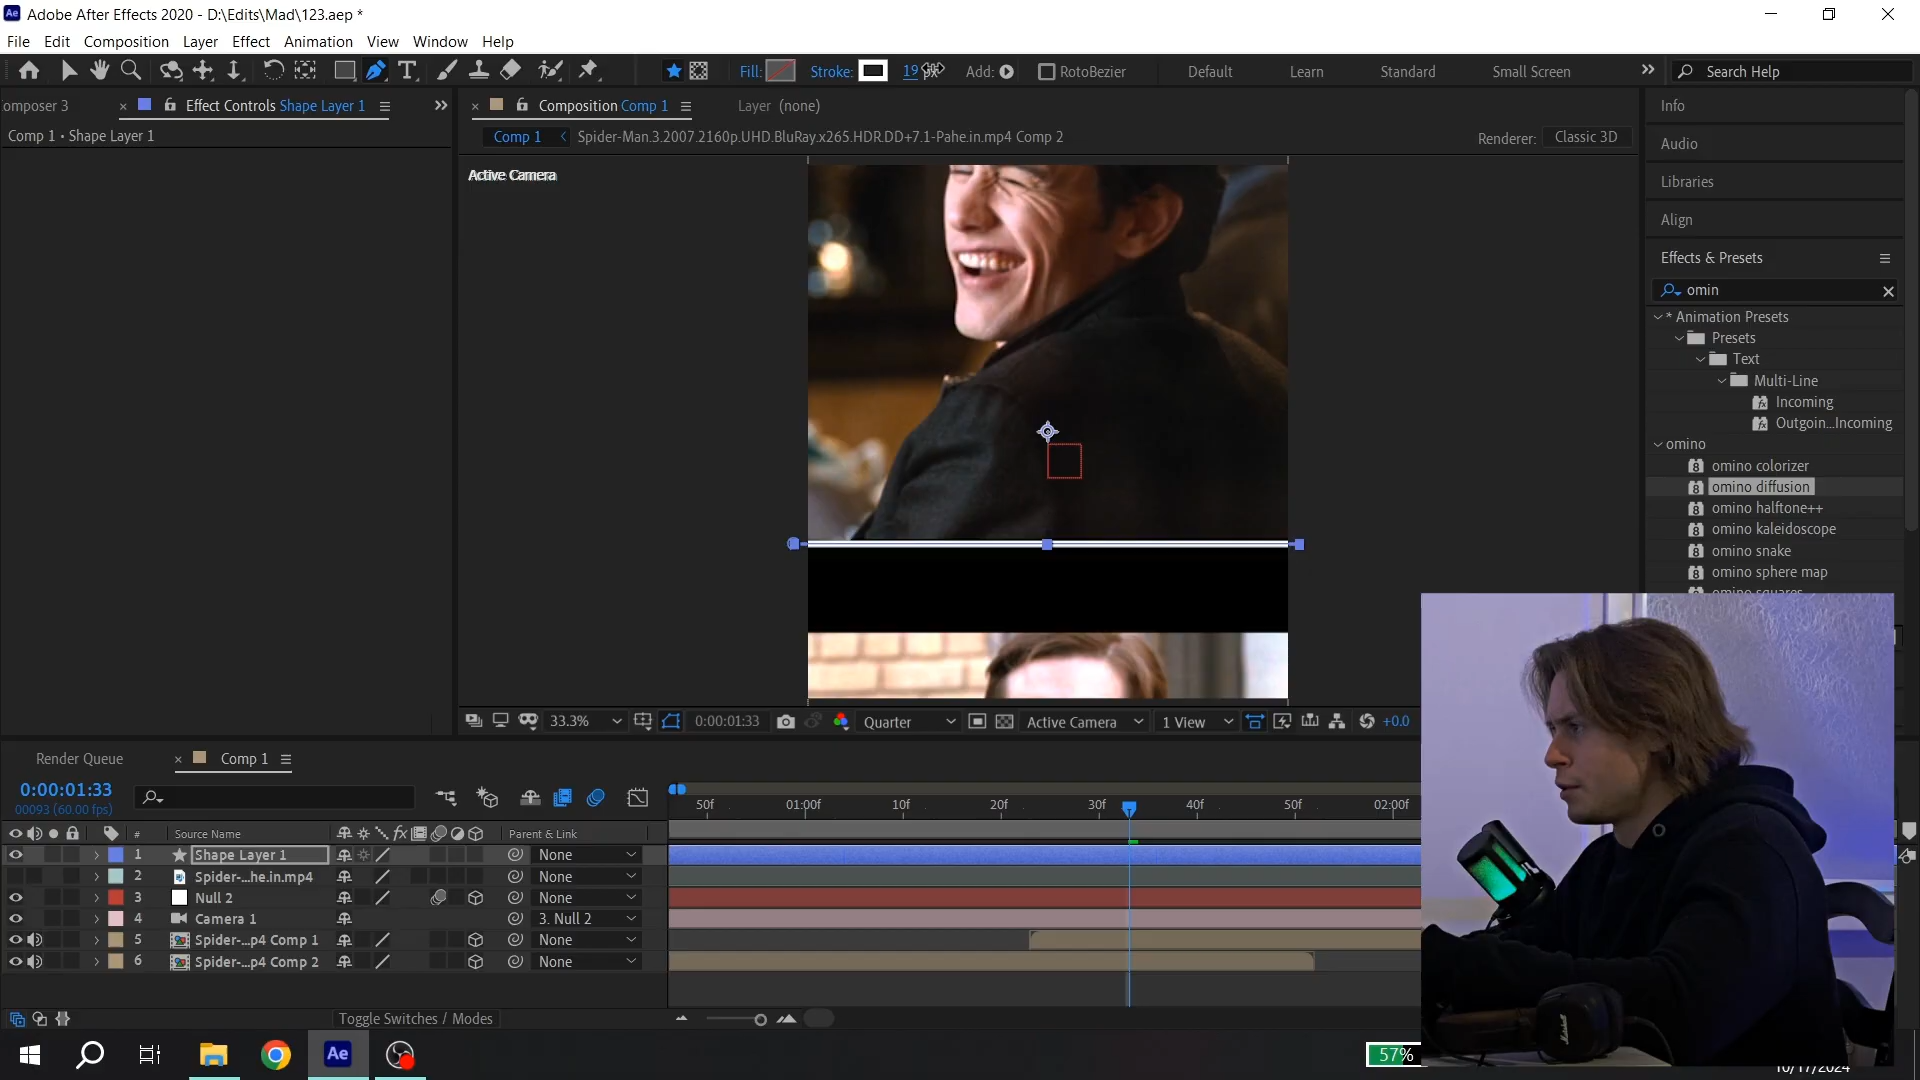 Adobe After Effects 2020 - D:\Edits\Mad\123.aep *
File Edit Composition Layer Effect Animation View Window Help
Fill: Stroke: 19 px Add: RotoBezier Default Learn Standard Small Screen Search Help
omposer 3 Effect Controls Shape Layer 1 Composition Comp 1 Layer (none) Info
Comp 1 • Shape Layer 1 Comp 1 Spider-Man.3.2007.2160p.UHD.BluRay.x265.HDR.DD+7.1-Pahe.in.mp4 Comp 2 Renderer: Classic 3D
Audio
Active Camera
Libraries
Align
Effects & Presets
omin
* Animation Presets
Presets
Text
Multi-Line
Incoming
Outgoin...Incoming
omino
omino colorizer
omino diffusion
omino halftone++
omino kaleidoscope
omino snake
omino sphere map
omino squares
33.3% 0:00:01:33 Quarter Active Camera 1 View +0.0
Render Queue Comp 1
0:00:01:33
00093 (60.00 fps)
50f 01:00f 10f 20f 30f 40f 50f 02:00f
# Source Name fx Parent & Link
1 Shape Layer 1 None
2 Spider-...he.in.mp4 None
3 Null 2 None
4 Camera 1 3. Null 2
5 Spider-...p4 Comp 1 None
6 Spider-...p4 Comp 2 None
Toggle Switches / Modes
Ae 57%
10/17/2024